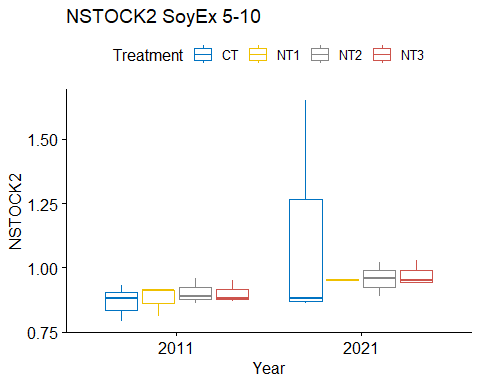 NSTOCK2 SoyEx 5-10
Treatment CT NT1 NT2 NT3
1.50
1.25
1.00
0.75
NSTOCK2
2011 2021
Year